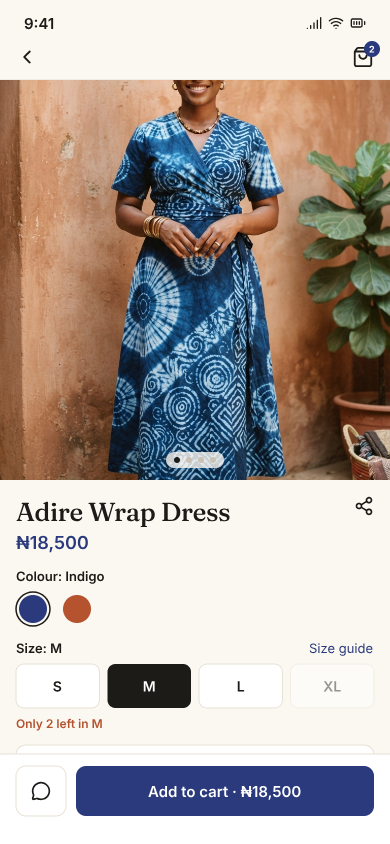 9:41
2
Adire Wrap Dress
₦18,500
Colour: Indigo
Size: M
Size guide
S
M
L
XL
Only 2 left in M
Add to cart · ₦18,500